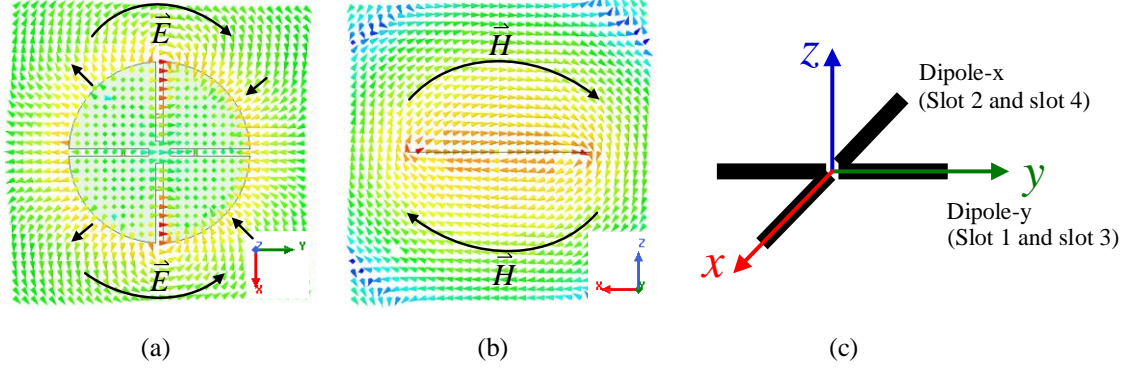 E
E
Z
Y
X
(a)
H
H
X
Z
Y
(b)
z
Dipole-x
(Slot 2 and slot 4)
y
Dipole-y
(Slot 1 and slot 3)
x
(c)